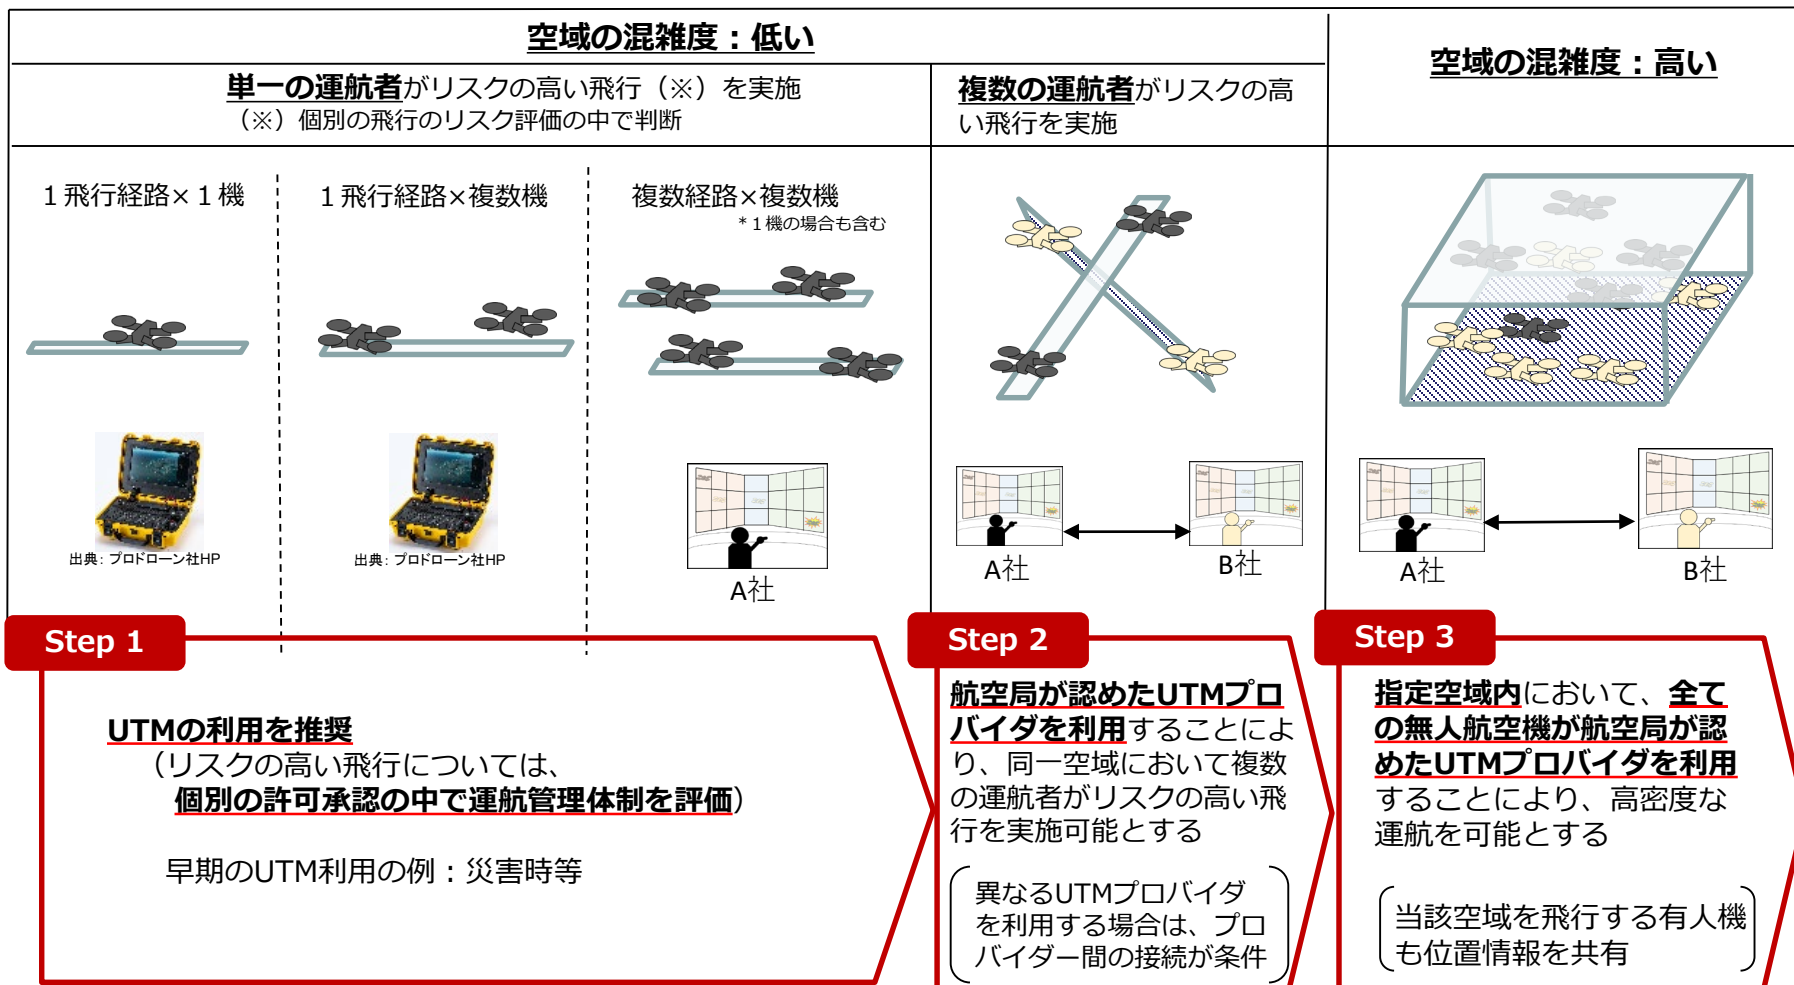 空域の混雑度：低い
空域の混雑度：高い
単一の運航者がリスクの高い飛行（※）を実施
（※）個別の飛行のリスク評価の中で判断
複数の運航者がリスクの高
い飛行を実施
１飛行経路×１機
１飛行経路×複数機
複数経路×複数機
*１機の場合も含む
出典：プロドローン社HP
出典：プロドローン社HP
A社
A社
B社
A社
B社
Step 1
UTMの利用を推奨
（リスクの高い飛行については、
個別の許可承認の中で運航管理体制を評価）
早期のUTM利用の例：災害時等
Step 2
航空局が認めたUTMプロ
バイダを利用することによ
り、同一空域において複数
の運航者がリスクの高い飛
行を実施可能とする
異なるUTMプロバイダ
を利用する場合は、プロ
バイダー間の接続が条件
Step 3
指定空域内において、全て
の無人航空機が航空局が認
めたUTMプロバイダを利用
することにより、高密度な
運航を可能とする
当該空域を飛行する有人機
も位置情報を共有